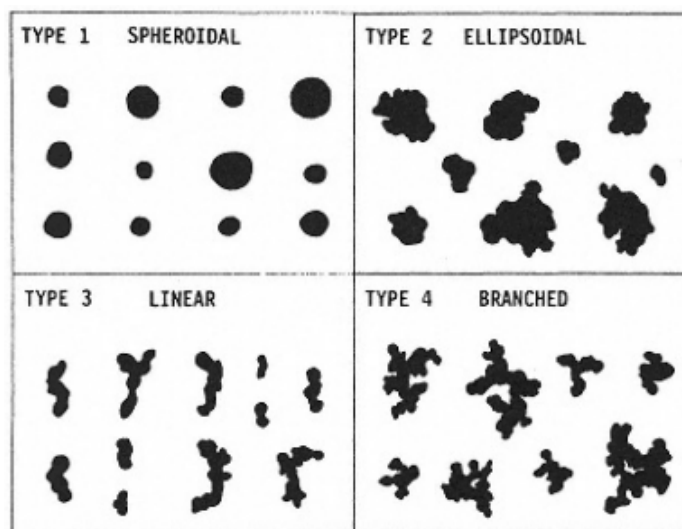 TYPE 1 SPHEROIDAL
TYPE 2 ELLIPSOIDAL
TYPE 3 LINEAR
TYPE 4 BRANCHED